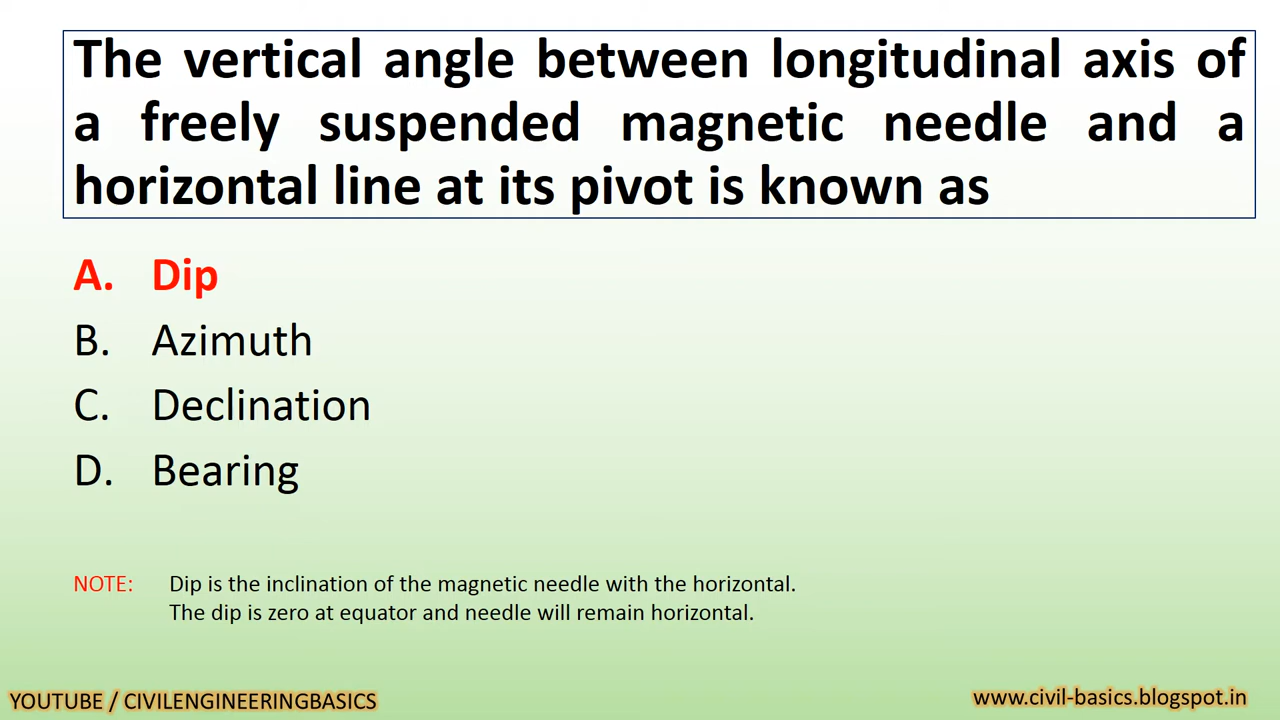 The vertical angle between longitudinal axis of
a freely suspended magnetic needle and a
horizontal line at its pivot is known as
A. Dip
B. Azimuth
C. Declination
D. Bearing
NOTE: Dip is the inclination of the magnetic needle with the horizontal.
The dip is zero at equator and needle will remain horizontal.
YOUTUBE / CIVILENGINEERINGBASICS
www.civil-basics.blogspot.in